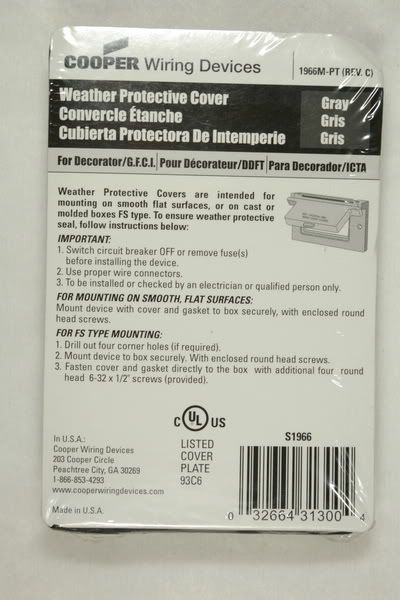 COOPER Wiring Devices
1966M-PT (REV. C)
Weather Protective Cover
Gray
Convercle Étanche
Gris
Cubierta Protectora De Intemperie
Gris
For Decorator/G.F.C.I. Pour Décorateur/DDFT Para Decorador/ICTA
Weather Protective Covers are intended for
mounting on smooth flat surfaces, or on cast or
molded boxes FS type. To ensure weather protective
seal, follow instructions below:
IMPORTANT:
1. Switch circuit breaker OFF or remove fuse(s)
before installing the device.
2. Use proper wire connectors.
3. To be installed or checked by an electrician or qualified person only.
FOR MOUNTING ON SMOOTH, FLAT SURFACES:
Mount device with cover and gasket to box securely, with enclosed round
head screws.
FOR FS TYPE MOUNTING:
1. Drill out four corner holes (if required).
2. Mount device to box securely. With enclosed round head screws.
3. Fasten cover and gasket directly to the box with additional four round
head 6-32 x 1/2" screws (provided).
C UL US
LISTED
COVER
PLATE
93C6
In U.S.A.:
Cooper Wiring Devices
203 Cooper Circle
Peachtree City, GA 30269
1-866-853-4293
www.cooperwiringdevices.com
Made in U.S.A.
S1966
0 32664 31300 4